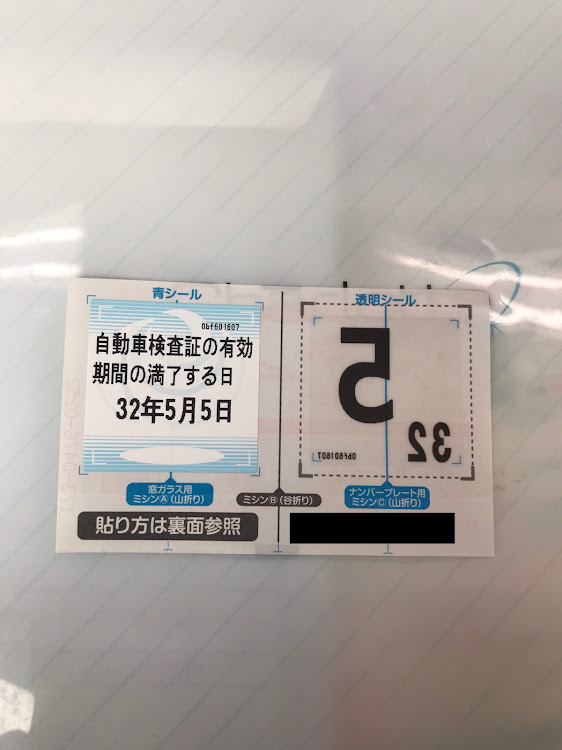 青シール
0bf601607
自動車検査証の有効
期間の満了する日
32年5月5日
窓ガラス用
ミシンⒶ(山折り)
貼り方は裏面参照
ミシンⒷ(谷折り)
透明シール
5
32
0bf601607
ナンバープレート用
ミシンⒸ(山折り)